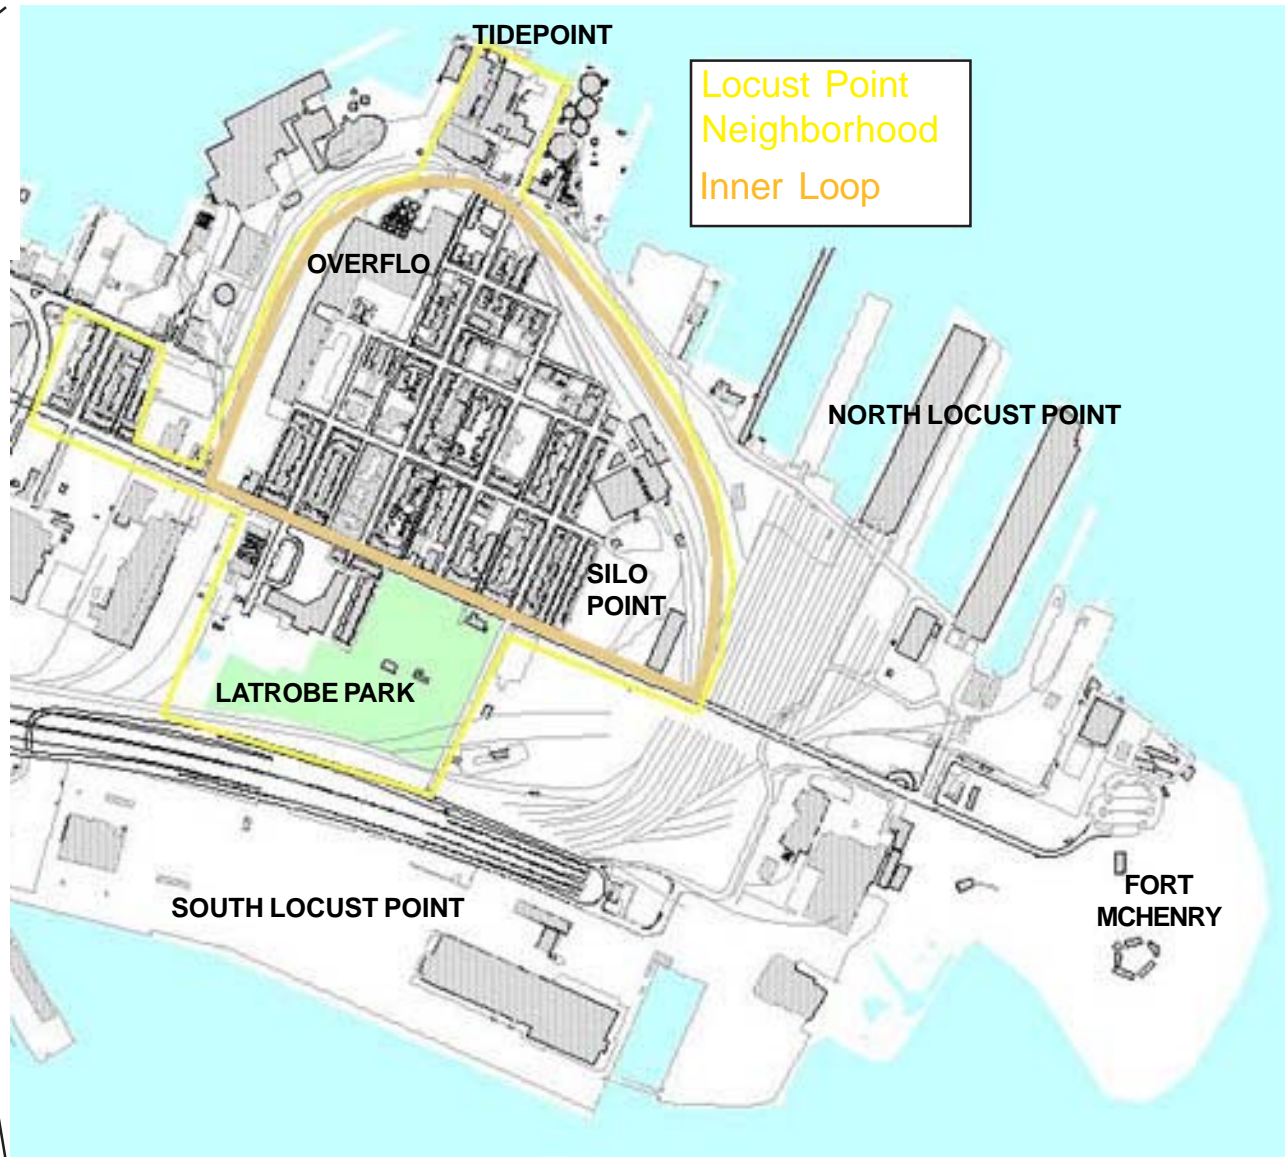 TIDEPOINT
Locust Point
Neighborhood
Inner Loop
OVERFLO
NORTH LOCUST POINT
SILO
POINT
LATROBE PARK
SOUTH LOCUST POINT
FORT
MCHENRY